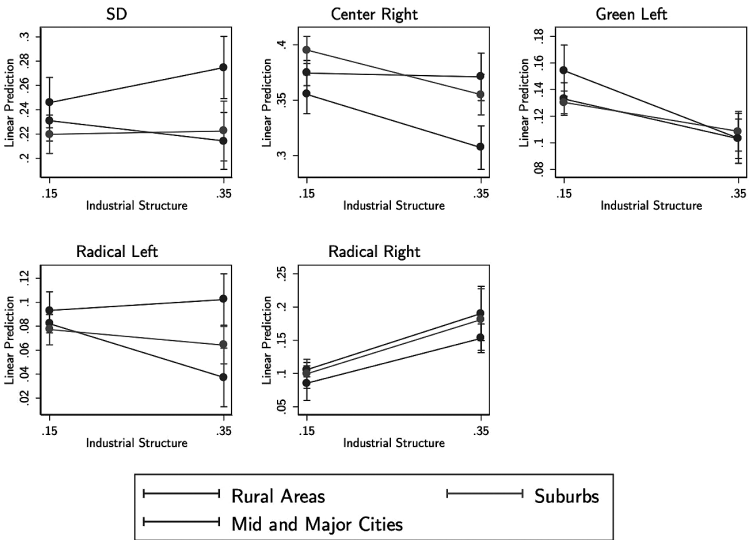 SD
Center Right
Green Left
Linear Prediction
.3
.28
.26
.24
.22
.2
.15
.35
Industrial Structure
Linear Prediction
.4
.35
.3
.15
.35
Industrial Structure
Linear Prediction
.18
.16
.14
.12
.1
.08
.15
.35
Industrial Structure
Radical Left
Radical Right
Linear Prediction
.12
.1
.08
.06
.04
.02
.15
.35
Industrial Structure
Linear Prediction
.25
.2
.15
.1
.05
.15
.35
Industrial Structure
Rural Areas
Suburbs
Mid and Major Cities